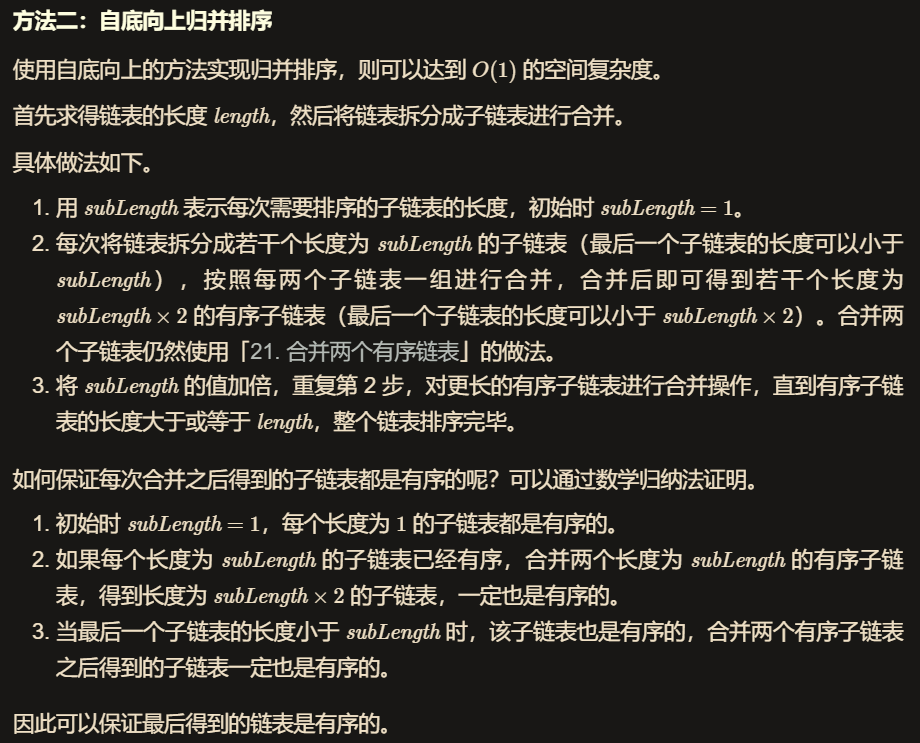 方法二：自底向上归并排序
使用自底向上的方法实现归并排序，则可以达到 O(1) 的空间复杂度。
首先求得链表的长度 length，然后将链表拆分成子链表进行合并。
具体做法如下。
1. 用 subLength 表示每次需要排序的子链表的长度，初始时 subLength = 1。
2. 每次将链表拆分成若干个长度为 subLength 的子链表（最后一个子链表的长度可以小于
subLength），按照每两个子链表一组进行合并，合并后即可得到若干个长度为
subLength × 2 的有序子链表（最后一个子链表的长度可以小于 subLength × 2）。合并两
个子链表仍然使用「21. 合并两个有序链表」的做法。
3. 将 subLength 的值加倍，重复第 2 步，对更长的有序子链表进行合并操作，直到有序子链
表的长度大于或等于 length，整个链表排序完毕。
如何保证每次合并之后得到的子链表都是有序的呢？可以通过数学归纳法证明。
1. 初始时 subLength = 1，每个长度为 1 的子链表都是有序的。
2. 如果每个长度为 subLength 的子链表已经有序，合并两个长度为 subLength 的有序子链
表，得到长度为 subLength × 2 的子链表，一定也是有序的。
3. 当最后一个子链表的长度小于 subLength 时，该子链表也是有序的，合并两个有序子链表
之后得到的子链表一定也是有序的。
因此可以保证最后得到的链表是有序的。